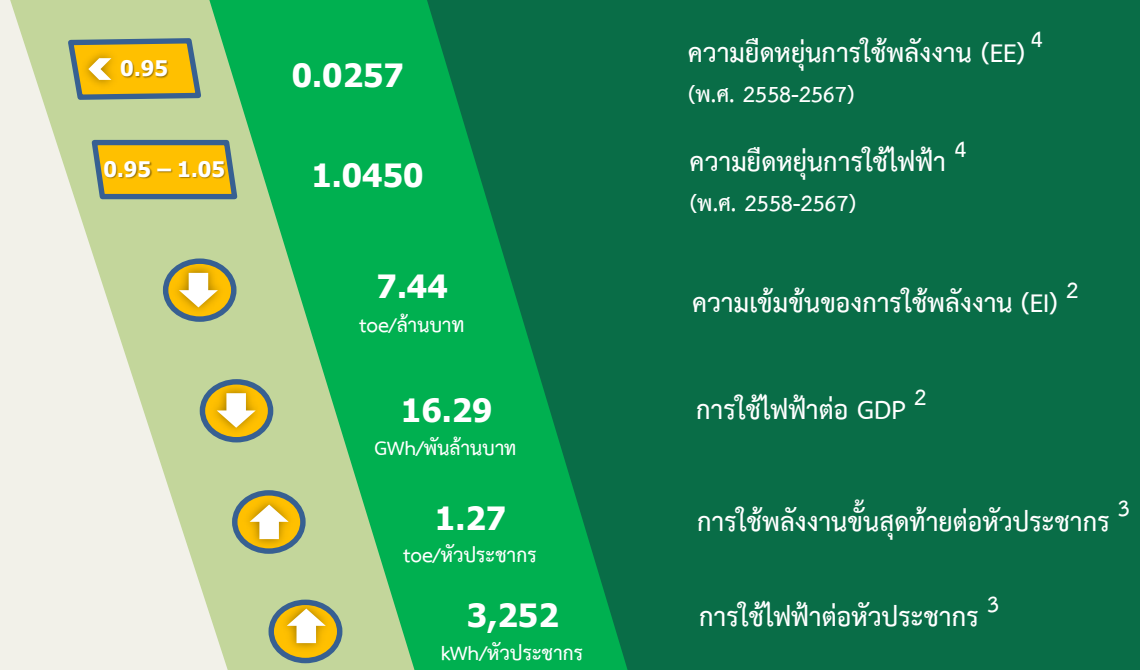 < 0.95
0.0257
ความยืดหยุ่นการใช้พลังงาน (EE) 4
(พ.ศ. 2558-2567)
0.95 – 1.05
1.0450
ความยืดหยุ่นการใช้ไฟฟ้า 4
(พ.ศ. 2558-2567)
7.44
toe/ล้านบาท
ความเข้มข้นของการใช้พลังงาน (EI) 2
16.29
GWh/พันล้านบาท
การใช้ไฟฟ้าต่อ GDP 2
1.27
toe/หัวประชากร
การใช้พลังงานขั้นสุดท้ายต่อหัวประชากร 3
3,252
kWh/หัวประชากร
การใช้ไฟฟ้าต่อหัวประชากร 3